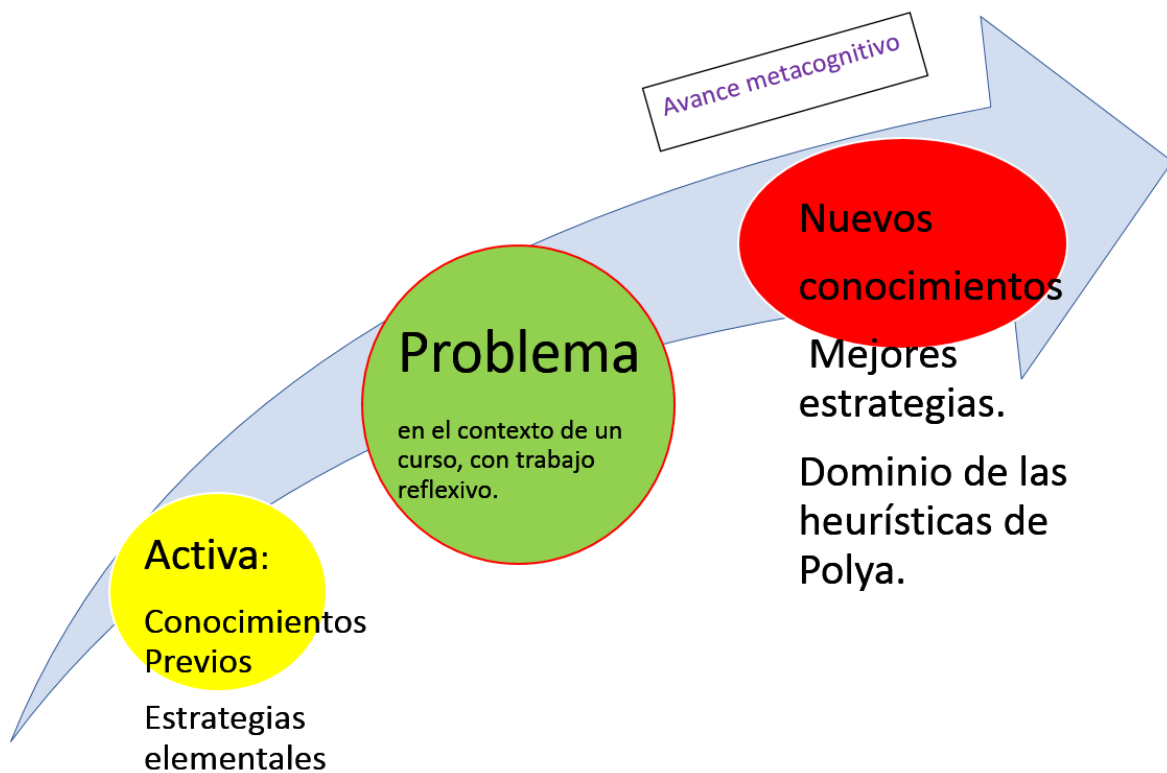 Avance metacognitivo
Nuevos
conocimientos
Mejores
estrategias.
Dominio de las
heurísticas de
Polya.
Problema
en el contexto de un
curso, con trabajo
reflexivo.
Activa:
Conocimientos
Previos
Estrategias
elementales